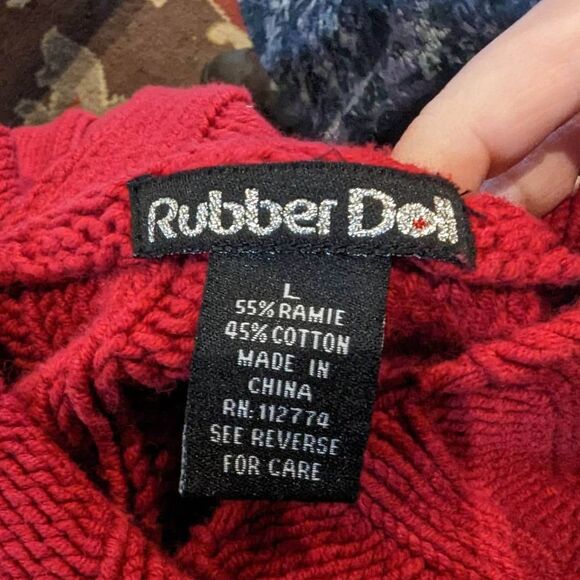 Rubber Doll
L
55% RAMIE
45% COTTON
MADE IN
CHINA
RN: 112774
SEE REVERSE
FOR CARE